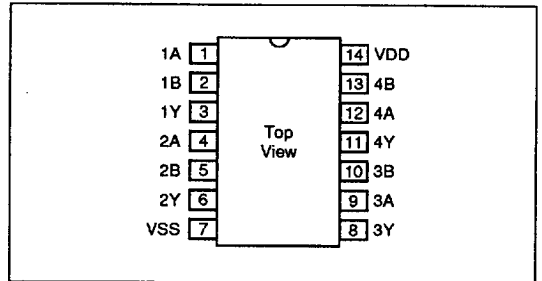 1A 1 14 VDD
1B 2 13 4B
1Y 3 12 4A
2A 4 Top 11 4Y
View
2B 5 10 3B
2Y 6 9 3A
VSS 7 8 3Y